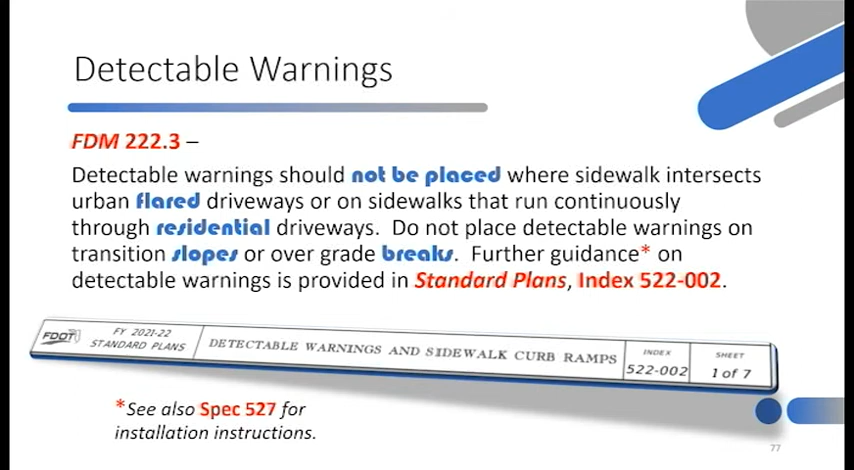 Detectable Warnings
FDM 222.3 –
Detectable warnings should not be placed where sidewalk intersects
urban flared driveways or on sidewalks that run continuously
through residential driveways. Do not place detectable warnings on
transition slopes or over grade breaks. Further guidance* on
detectable warnings is provided in Standard Plans, Index 522-002.
FDOT
FY 2021-22
STANDARD PLANS
DETECTABLE WARNINGS AND SIDEWALK CURB RAMPS
INDEX
522-002
SHEET
1 of 7
*See also Spec 527 for
installation instructions.
77